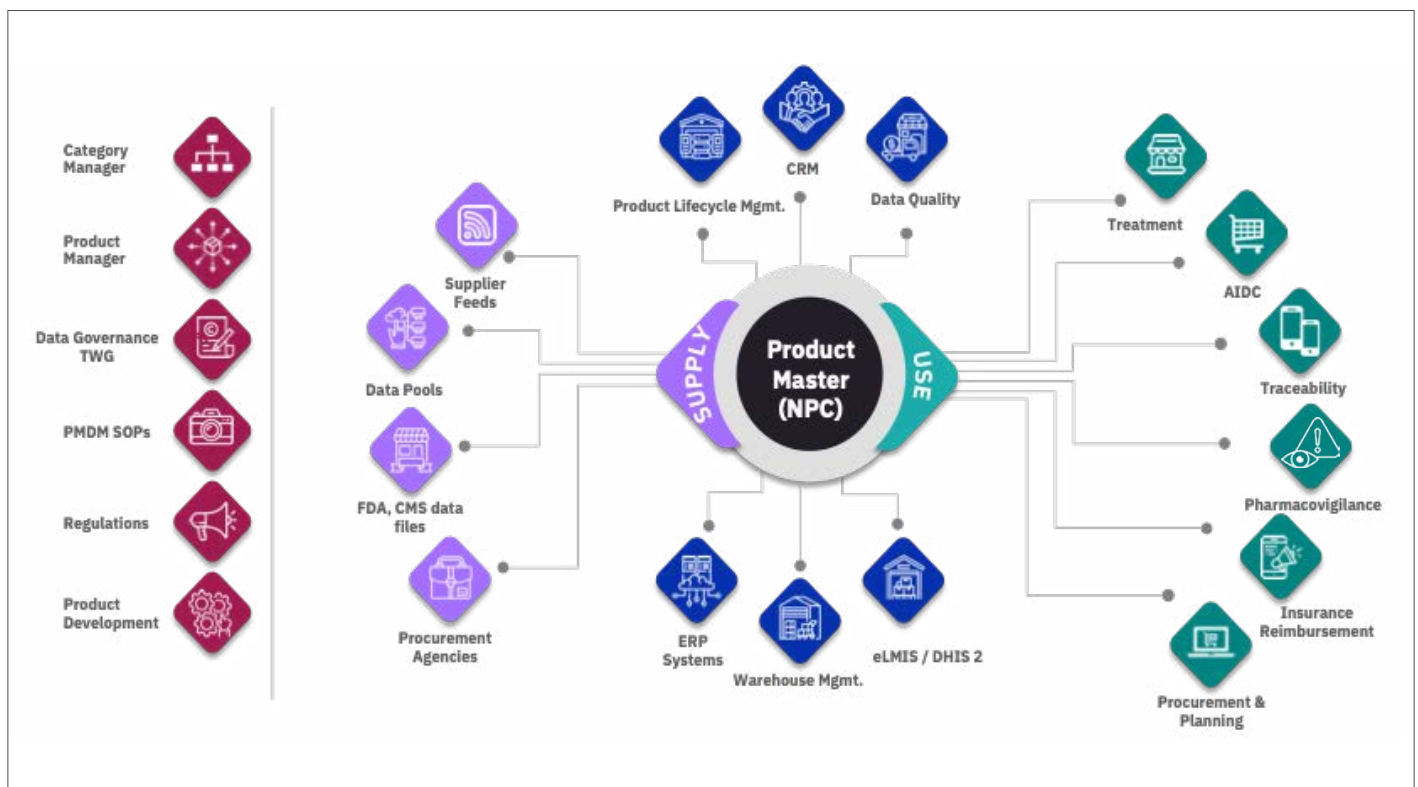 Category
Manager
Product
Manager
Data Governance
TWG
PMDM SOPs
Regulations
Product
Development
Supplier
Feeds
Data Pools
FDA, CMS data
files
Procurement
Agencies
Product Lifecycle Mgmt.
CRM
Data Quality
SUPPLY
Product
Master
(NPC)
USE
ERP
Systems
Warehouse Mgmt.
eLMIS / DHIS 2
Treatment
AIDC
Traceability
Pharmacovigilance
Insurance
Reimbursement
Procurement &
Planning